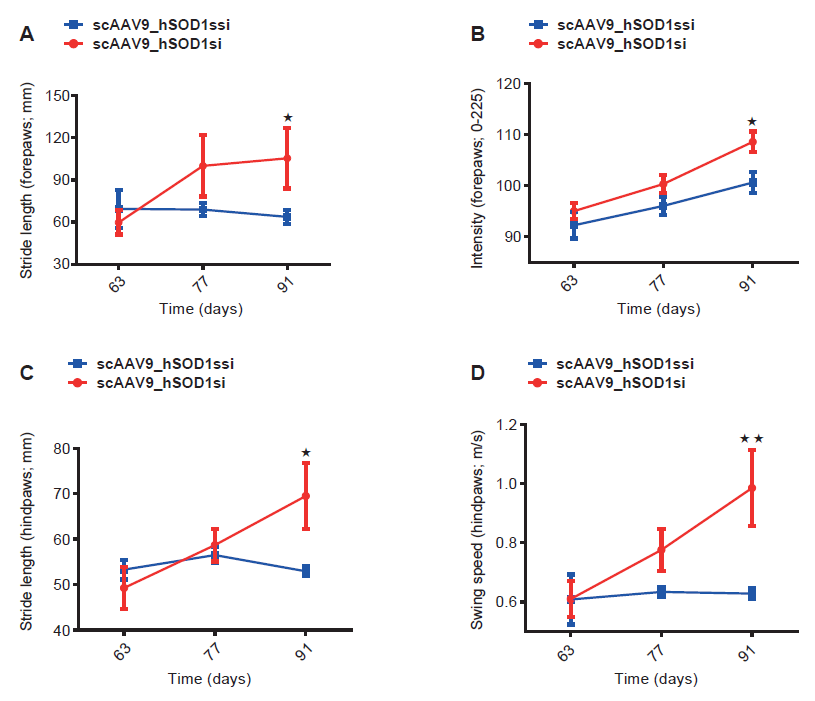 A
scAAV9_hSOD1ssi
scAAV9_hSOD1si
Stride length (forepaws; mm)
150
120
90
60
30
63
77
91
★
Time (days)
B
scAAV9_hSOD1ssi
scAAV9_hSOD1si
Intensity (forepaws; 0-225)
120
110
100
90
63
77
91
★
Time (days)
C
scAAV9_hSOD1ssi
scAAV9_hSOD1si
Stride length (hindpaws; mm)
80
70
60
50
40
63
77
91
★
Time (days)
D
scAAV9_hSOD1ssi
scAAV9_hSOD1si
Swing speed (hindpaws; m/s)
1.2
1.0
0.8
0.6
63
77
91
★ ★
Time (days)